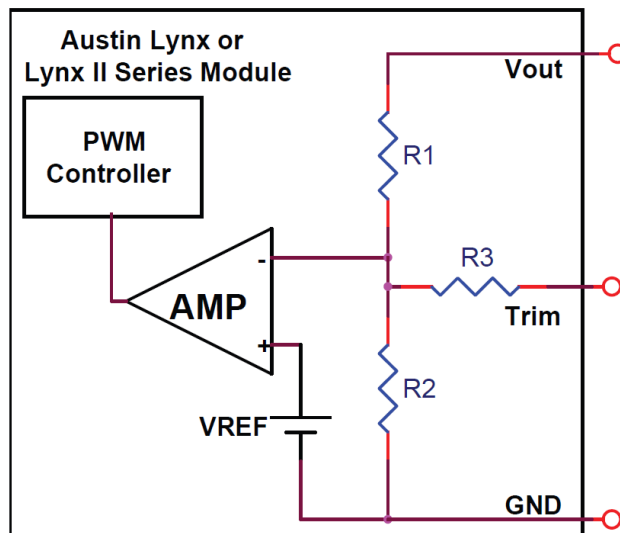 Austin Lynx or
Lynx II Series Module
Vout
PWM
Controller
R1
-
R3
AMP
Trim
+
R2
VREF
GND